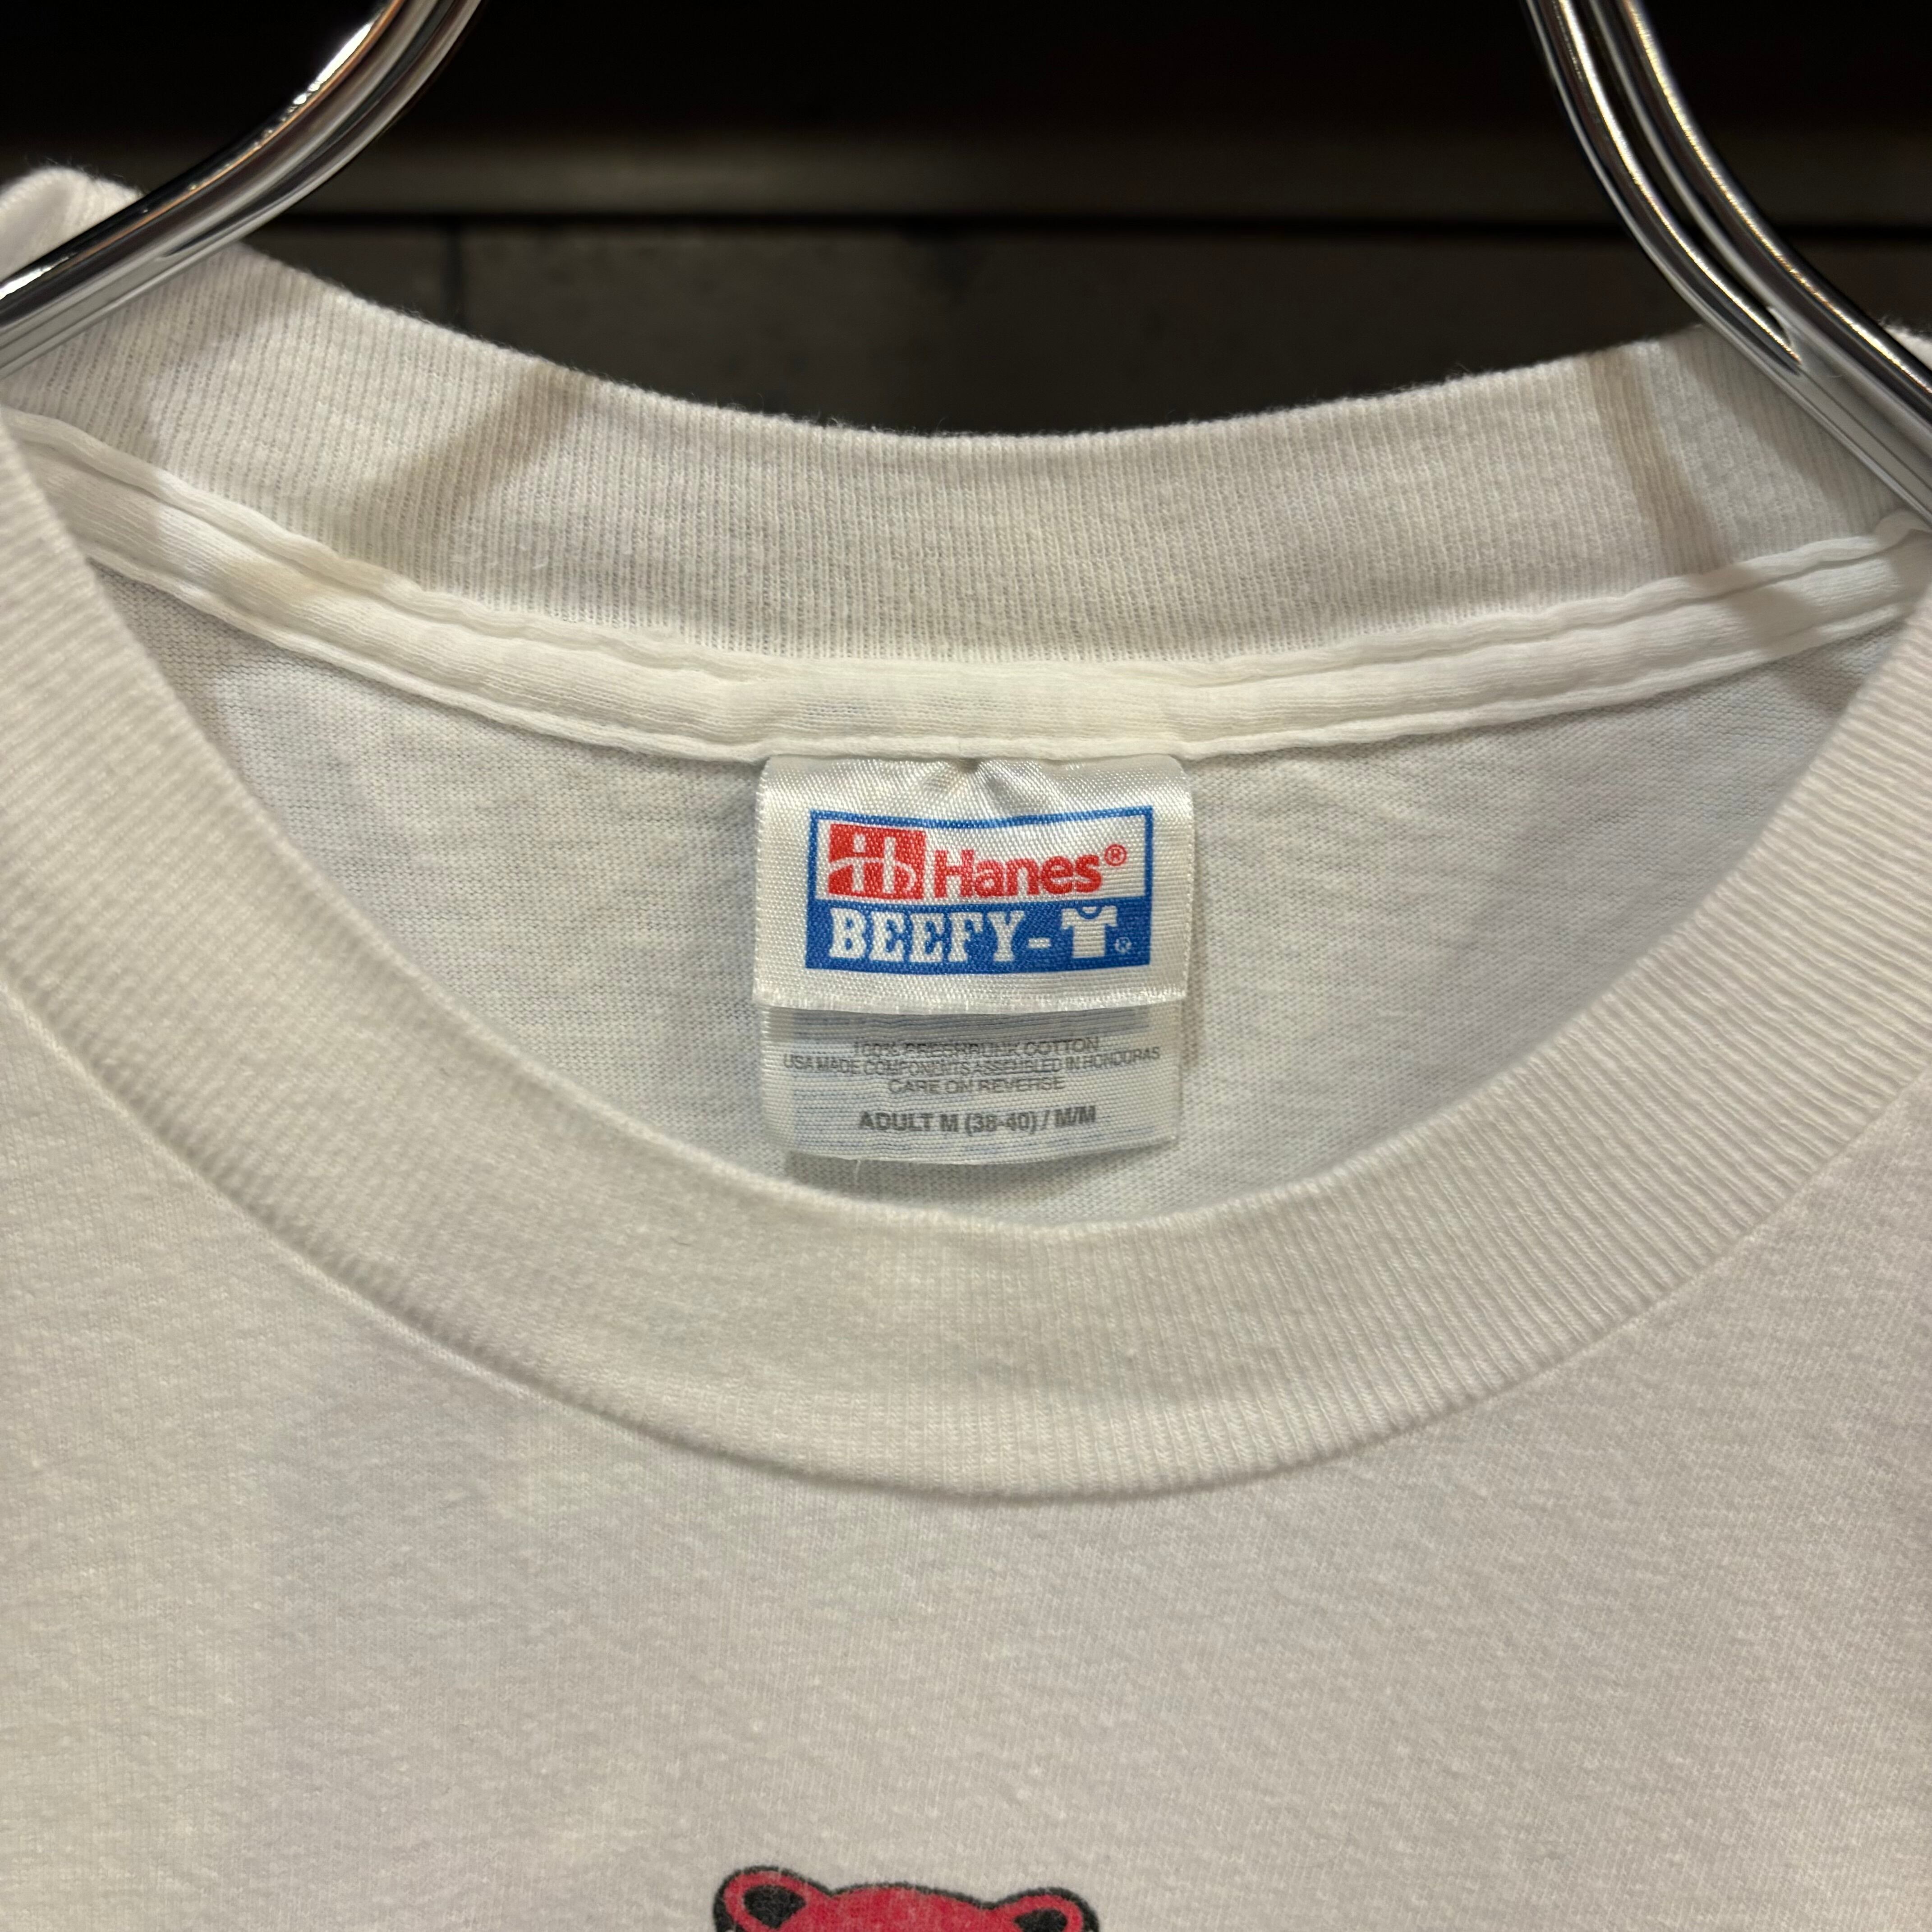 Hanes®
BEEFY-T®
100% PRESHRUNK COTTON
USA MADE COMPONENTS ASSEMBLED IN HONDURAS
CARE ON REVERSE
ADULT M (38-40) / M/M